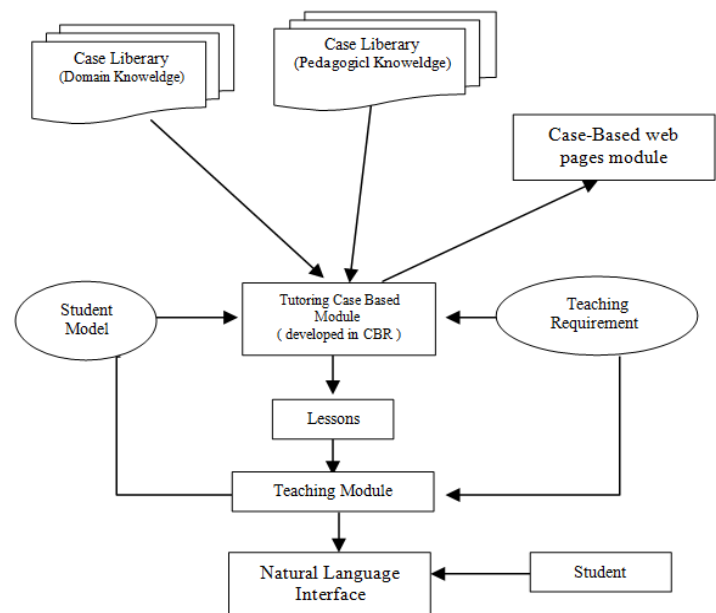 Case Liberary
(Domain Knoweldge)
Case Library
(Pedagogicl Knoweldge)
Case-Based web
pages module
Student
Model
Tutoring Case Based
Module
( developed in CBR )
Teaching
Requirement
Lessons
Teaching Module
Natural Language
Interface
Student